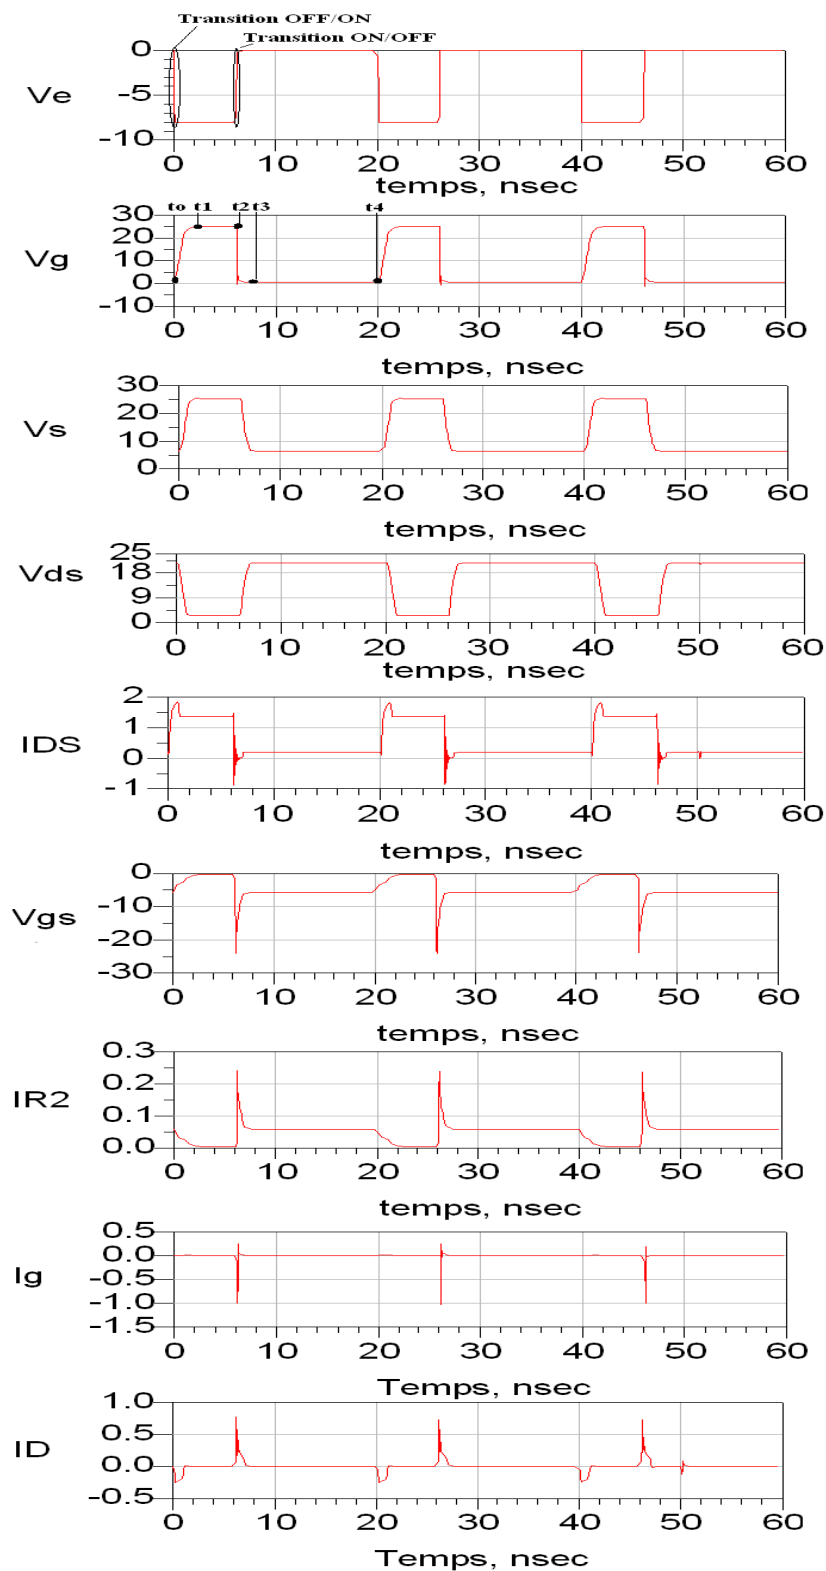 Transition OFF/ON
Transition ON/OFF
Ve
0
-5
-10
0 10 20 30 40 50 60
temps, nsec
to t1 t2 t3 t4
Vg
30
20
10
0
-10
0 10 20 30 40 50 60
temps, nsec
Vs
30
20
10
0
0 10 20 30 40 50 60
temps, nsec
Vds
25
18
9
0
0 10 20 30 40 50 60
temps, nsec
IDS
2
1
0
-1
0 10 20 30 40 50 60
temps, nsec
Vgs
0
-10
-20
-30
0 10 20 30 40 50 60
temps, nsec
IR2
0.3
0.2
0.1
0.0
0 10 20 30 40 50 60
temps, nsec
Ig
0.5
0.0
-0.5
-1.0
-1.5
0 10 20 30 40 50 60
Temps, nsec
ID
1.0
0.5
0.0
-0.5
0 10 20 30 40 50 60
Temps, nsec